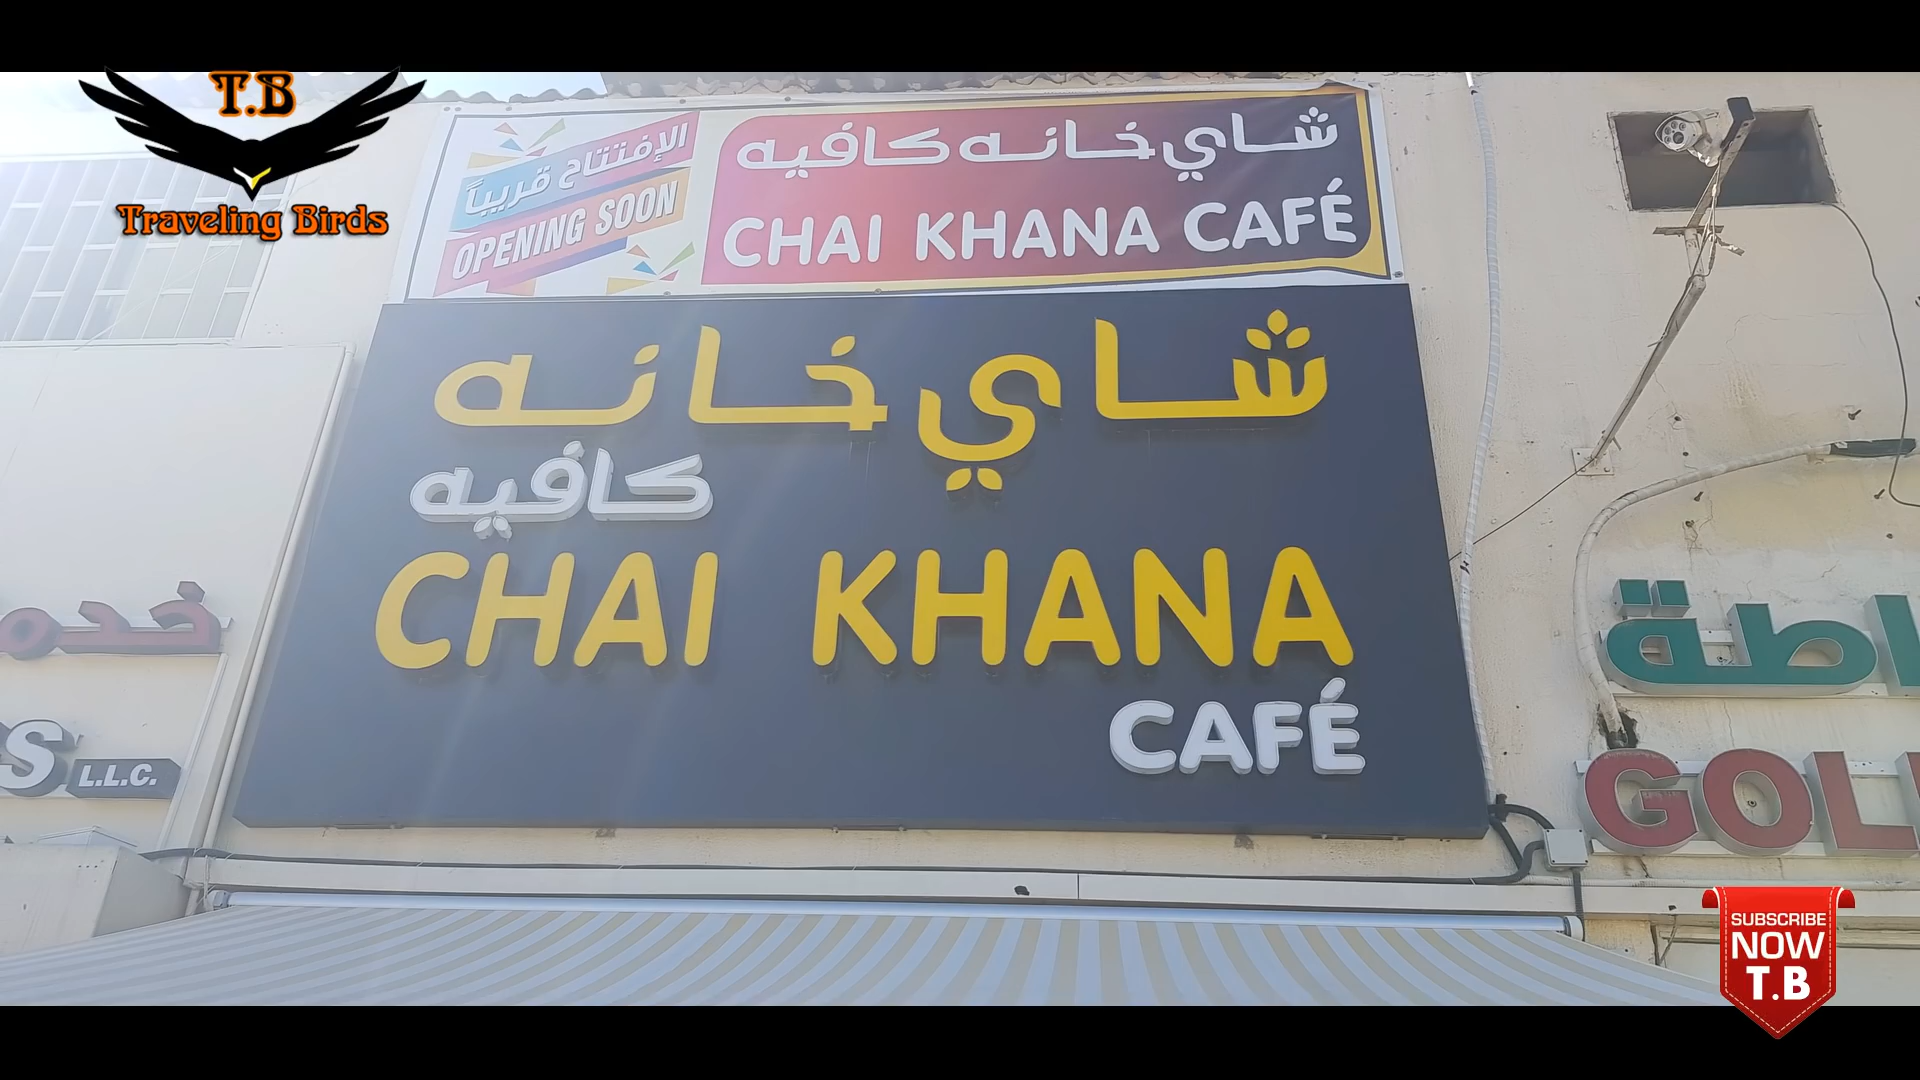 T.B
Traveling Birds
الإفتتاح قريباً
OPENING SOON
شاي خانه كافيه
CHAI KHANA CAFÉ
شاي خانه
كافيه
CHAI KHANA
CAFÉ
L.L.C.
SUBSCRIBE
NOW
T.B